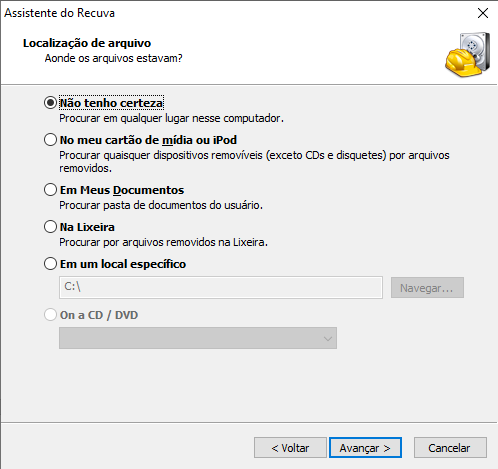 Assistente do Recuva
Localização de arquivo
Aonde os arquivos estavam?
Não tenho certeza
Procurar em qualquer lugar nesse computador.
No meu cartão de mídia ou iPod
Procurar quaisquer dispositivos removíveis (exceto CDs e disquetes) por arquivos
removidos.
Em Meus Documentos
Procurar pasta de documentos do usuário.
Na Lixeira
Procurar por arquivos removidos na Lixeira.
Em um local específico
C:\
Navegar...
On a CD / DVD
< Voltar
Avançar >
Cancelar